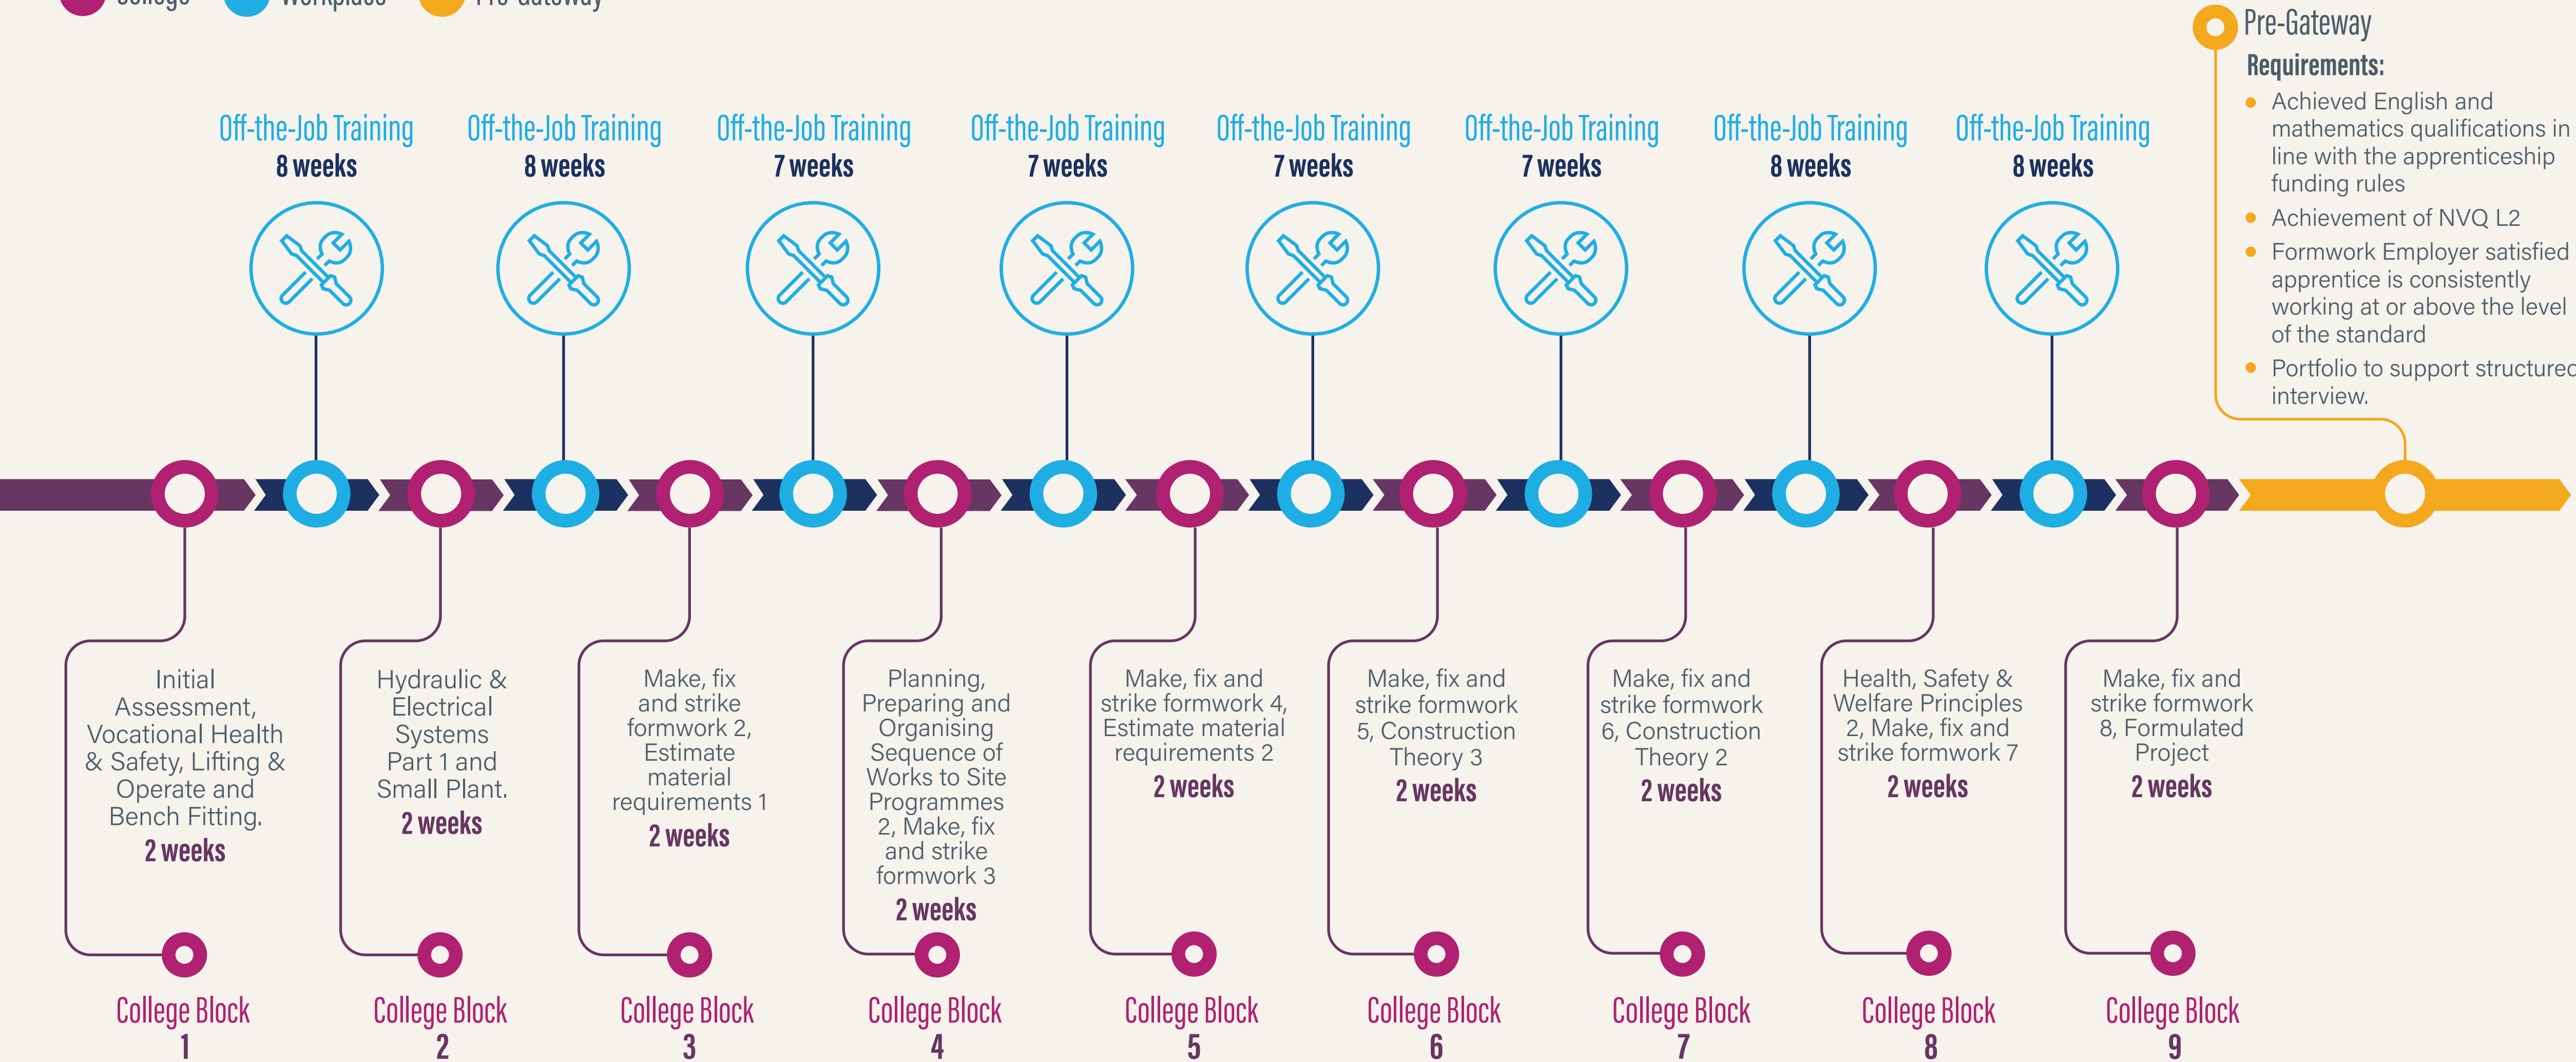 College Workplace Pre-Gateway
Pre-Gateway
Requirements:
Achieved English and
mathematics qualifications in
line with the apprenticeship
funding rules
Achievement of NVQ L2
Formwork Employer satisfied
apprentice is consistently
working at or above the level
of the standard
Portfolio to support structured
interview.
Off-the-Job Training
8 weeks
Off-the-Job Training
8 weeks
Off-the-Job Training
7 weeks
Off-the-Job Training
7 weeks
Off-the-Job Training
7 weeks
Off-the-Job Training
7 weeks
Off-the-Job Training
8 weeks
Off-the-Job Training
8 weeks
Initial
Assessment,
Vocational Health
& Safety, Lifting &
Operate and
Bench Fitting.
2 weeks
College Block
1
Hydraulic &
Electrical
Systems
Part 1 and
Small Plant.
2 weeks
College Block
2
Make, fix
and strike
formwork 2,
Estimate
material
requirements 1
2 weeks
College Block
3
Planning,
Preparing and
Organising
Sequence of
Works to Site
Programmes
2, Make, fix
and strike
formwork 3
2 weeks
College Block
4
Make, fix and
strike formwork 4,
Estimate material
requirements 2
2 weeks
College Block
5
Make, fix and
strike formwork
5, Construction
Theory 3
2 weeks
College Block
6
Make, fix and
strike formwork
6, Construction
Theory 2
2 weeks
College Block
7
Health, Safety &
Welfare Principles
2, Make, fix and
strike formwork 7
2 weeks
College Block
8
Make, fix and
strike formwork
8, Formulated
Project
2 weeks
College Block
9